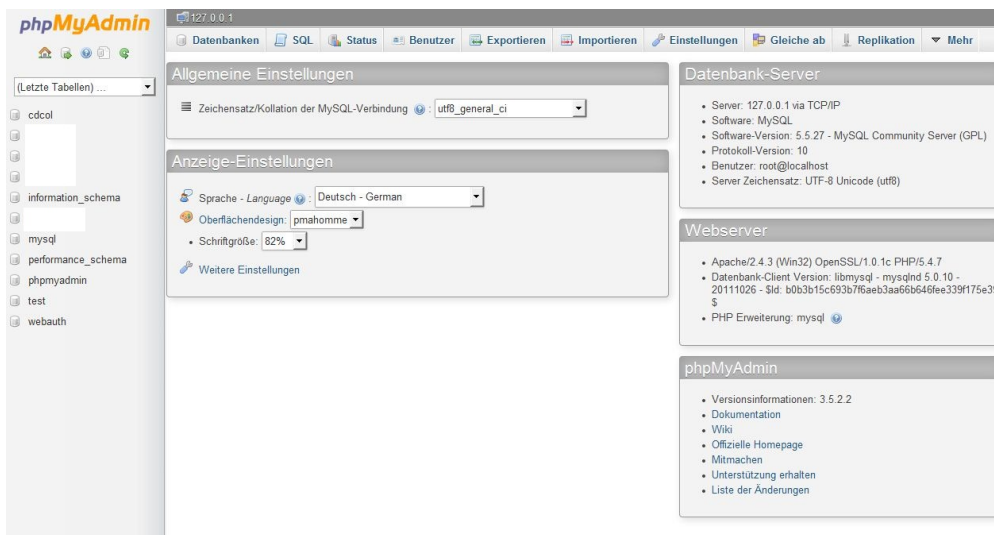 phpMyAdmin
(Letzte Tabellen) ...
cdcol
information_schema
mysql
performance_schema
phpmyadmin
test
webauth
127.0.0.1
Datenbanken SQL Status Benutzer Exportieren Importieren Einstellungen Gleiche ab Replikation Mehr
Allgemeine Einstellungen
Zeichensatz/Kollation der MySQL-Verbindung : utf8_general_ci
Anzeige-Einstellungen
Sprache - Language : Deutsch - German
Oberflächendesign: pmahomme
Schriftgröße: 82%
Weitere Einstellungen
Datenbank-Server
Server: 127.0.0.1 via TCP/IP
Software: MySQL
Software-Version: 5.5.27 - MySQL Community Server (GPL)
Protokoll-Version: 10
Benutzer: root@localhost
Server Zeichensatz: UTF-8 Unicode (utf8)
Webserver
Apache/2.4.3 (Win32) OpenSSL/1.0.1c PHP/5.4.7
Datenbank-Client Version: libmysql - mysqlnd 5.0.10 -
20111026 - $Id: b0b3b15c693b7f6aeb3aa66b646fee339f175e39
$
PHP Erweiterung: mysql
phpMyAdmin
Versionsinformationen: 3.5.2.2
Dokumentation
Wiki
Offizielle Homepage
Mitmachen
Unterstützung erhalten
Liste der Änderungen